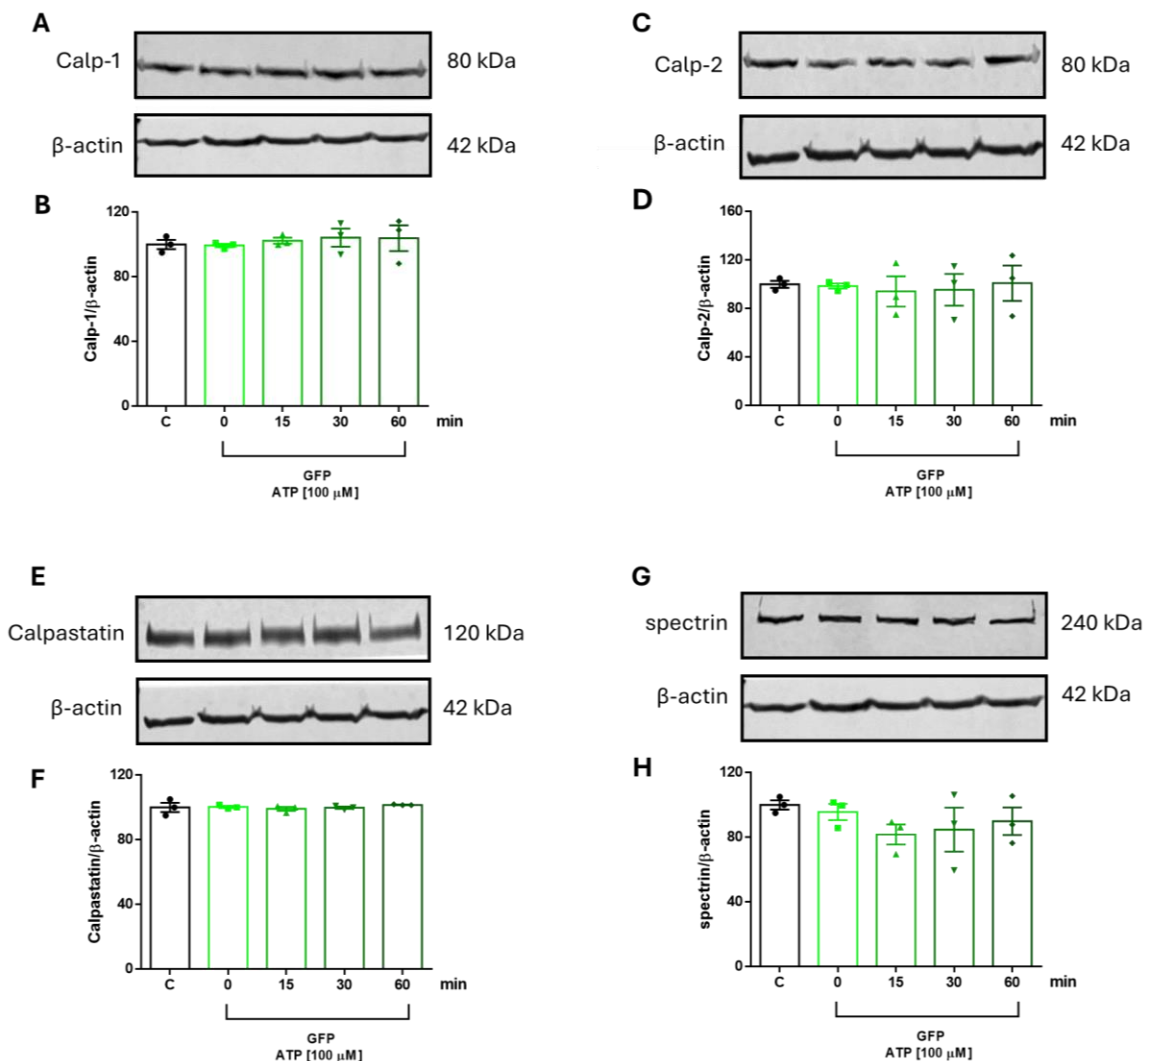 A
Calp-1
80 kDa
β-actin
42 kDa
C
Calp-2
80 kDa
β-actin
42 kDa
B
Calp-1/β-actin
120
80
40
0
C 0 15 30 60 min
GFP
ATP [100 µM]
D
Calp-2/β-actin
160
120
80
40
0
C 0 15 30 60 min
GFP
ATP [100 µM]
E
Calpastatin
120 kDa
β-actin
42 kDa
G
spectrin
240 kDa
β-actin
42 kDa
F
Calpastatin/β-actin
120
80
40
0
C 0 15 30 60 min
GFP
ATP [100 µM]
H
spectrin/β-actin
120
80
40
0
C 0 15 30 60 min
GFP
ATP [100 µM]